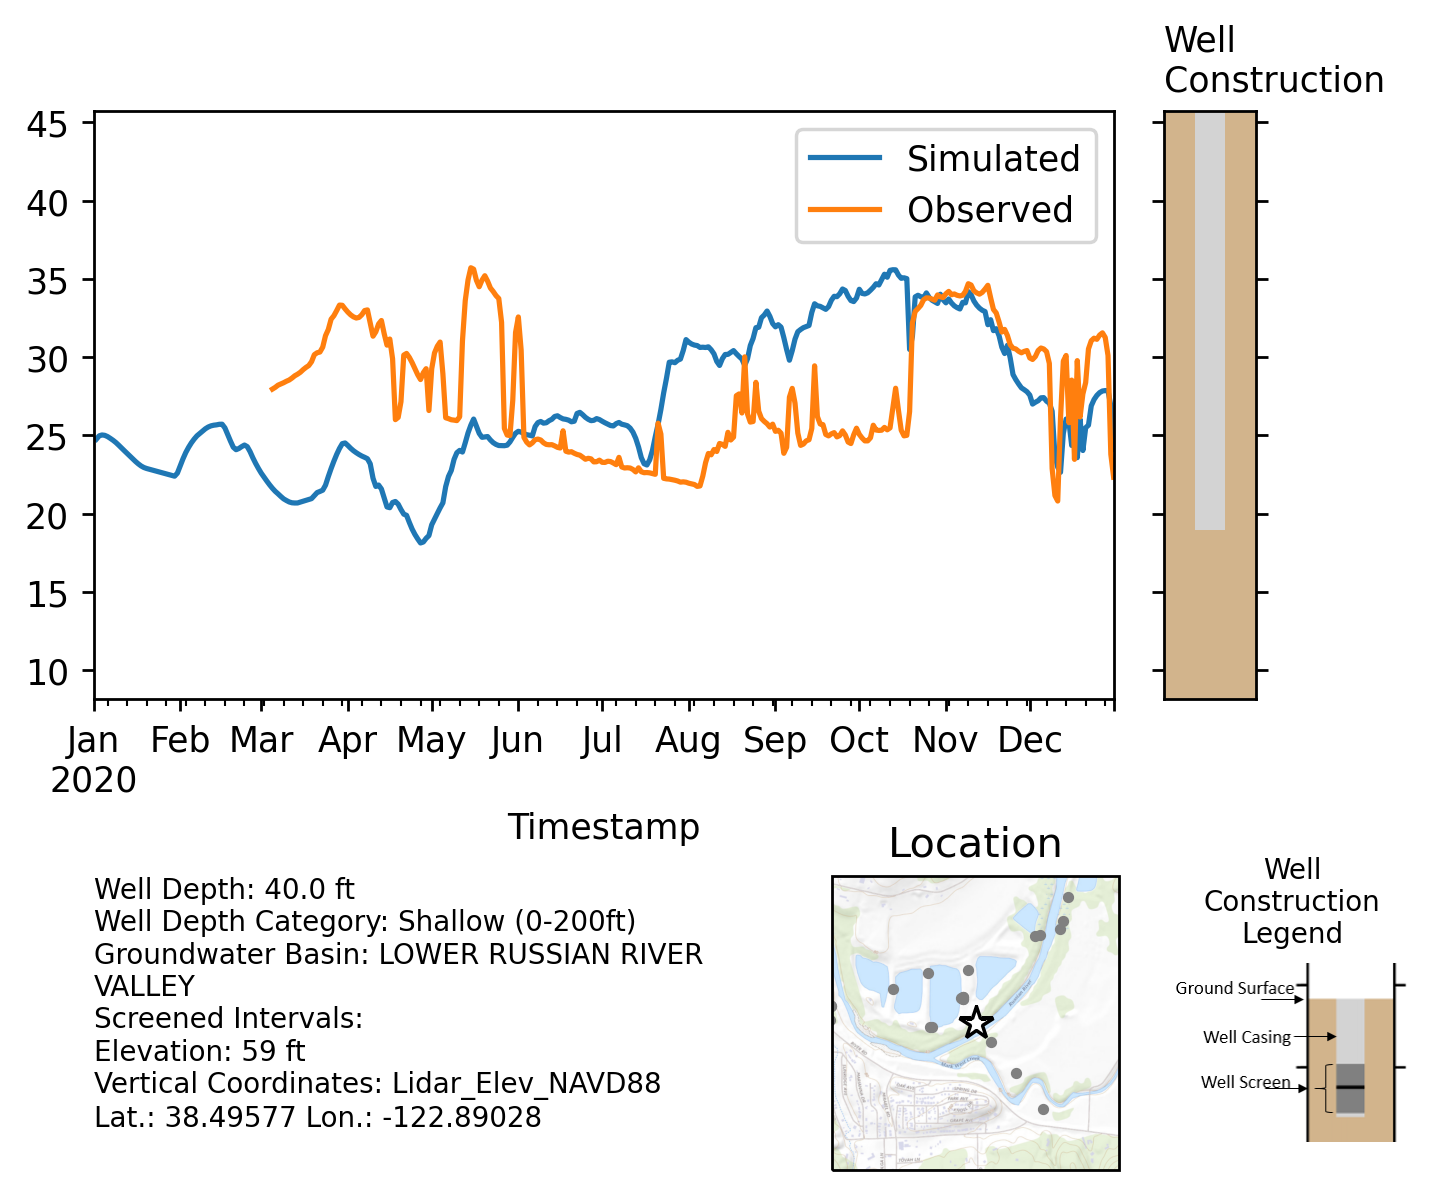 Well
Construction
45
40
35
30
25
20
15
10
Simulated
Observed
Jan
2020
Feb
Mar
Apr
May
Jun
Jul
Aug
Sep
Oct
Nov
Dec
Timestamp
Well Depth: 40.0 ft
Well Depth Category: Shallow (0-200ft)
Groundwater Basin: LOWER RUSSIAN RIVER
VALLEY
Screened Intervals:
Elevation: 59 ft
Vertical Coordinates: Lidar_Elev_NAVD88
Lat.: 38.49577 Lon.: -122.89028
Location
Well
Construction
Legend
Ground Surface
Well Casing
Well Screen